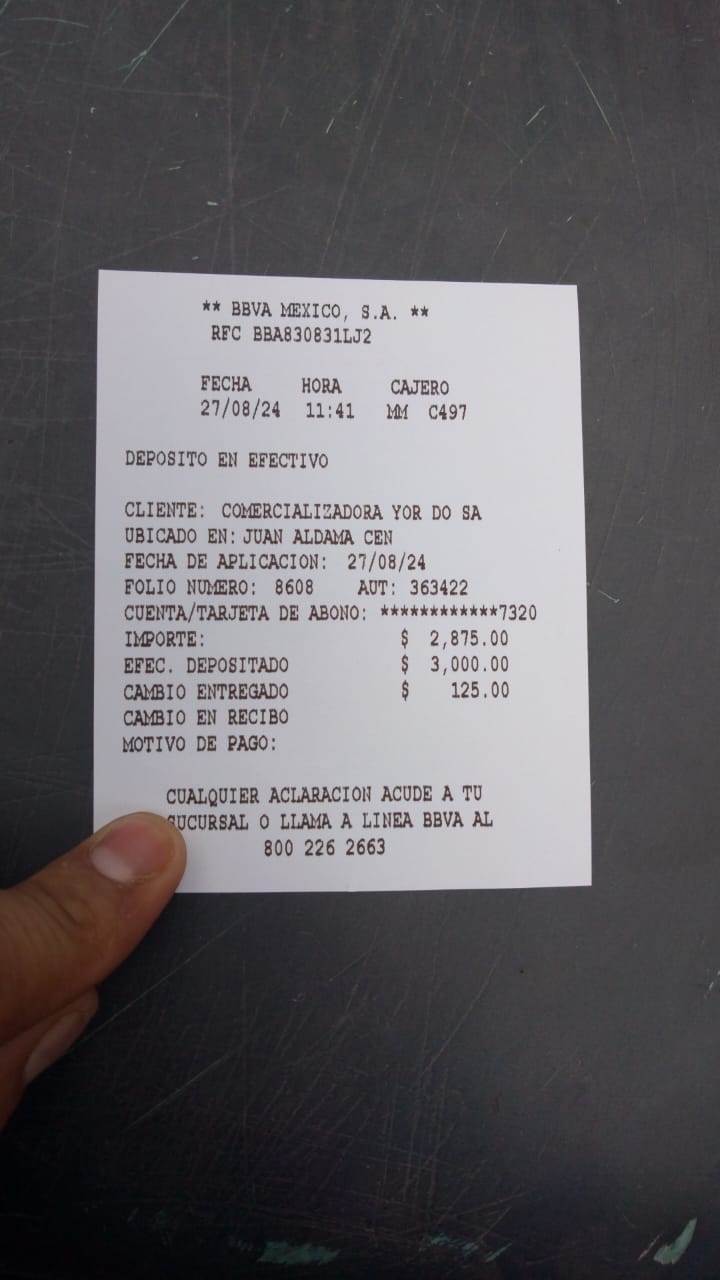 ** BBVA MEXICO, S.A. **
RFC BBA830831LJ2
FECHA HORA CAJERO
27/08/24 11:41 MM C497
DEPOSITO EN EFECTIVO
CLIENTE: COMERCIALIZADORA YOR DO SA
UBICADO EN: JUAN ALDAMA CEN
FECHA DE APLICACION: 27/08/24
FOLIO NUMERO: 8608 AUT: 363422
CUENTA/TARJETA DE ABONO: ************7320
IMPORTE: $ 2,875.00
EFEC. DEPOSITADO $ 3,000.00
CAMBIO ENTREGADO $ 125.00
CAMBIO EN RECIBO
MOTIVO DE PAGO:
CUALQUIER ACLARACION ACUDE A TU
SUCURSAL O LLAMA A LINEA BBVA AL
800 226 2663